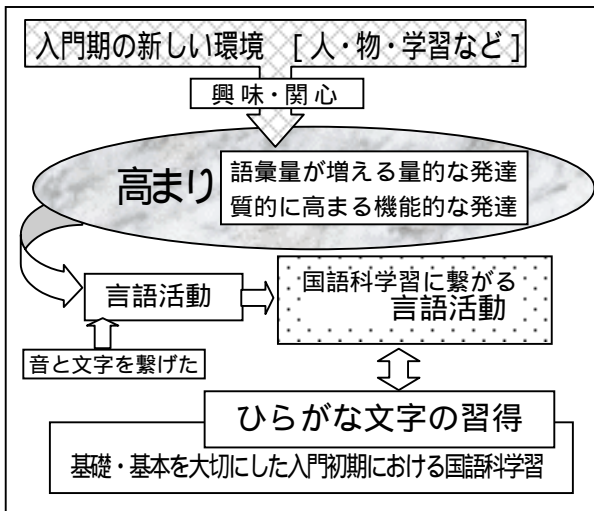 入門期の新しい環境 [人・物・学習など]
興味・関心
高まり
語彙量が増える量的な発達
質的に高まる機能的な発達
言語活動
国語科学習に繋がる
言語活動
音と文字を繋げた
ひらがな文字の習得
基礎・基本を大切にした入門初期における国語科学習